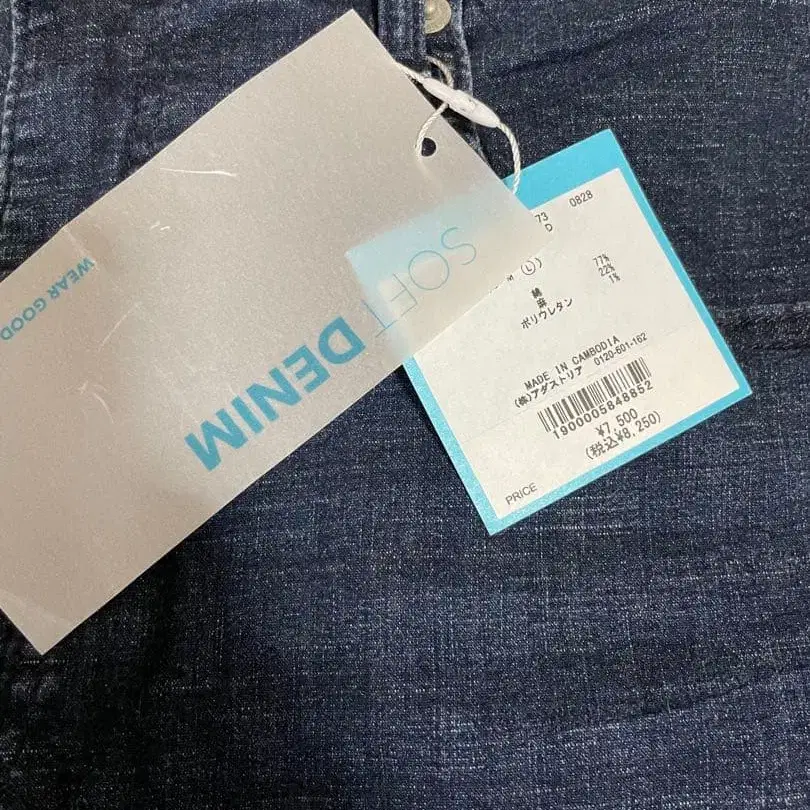 WEAR GOOD
SOFT DENIM
73 0828
D
M (L)
綿 77%
麻 22%
ポリウレタン 1%
MADE IN CAMBODIA
(株)アダストリア 0120-601-162
1900005848852
¥7,500
(税込¥8,250)
PRICE